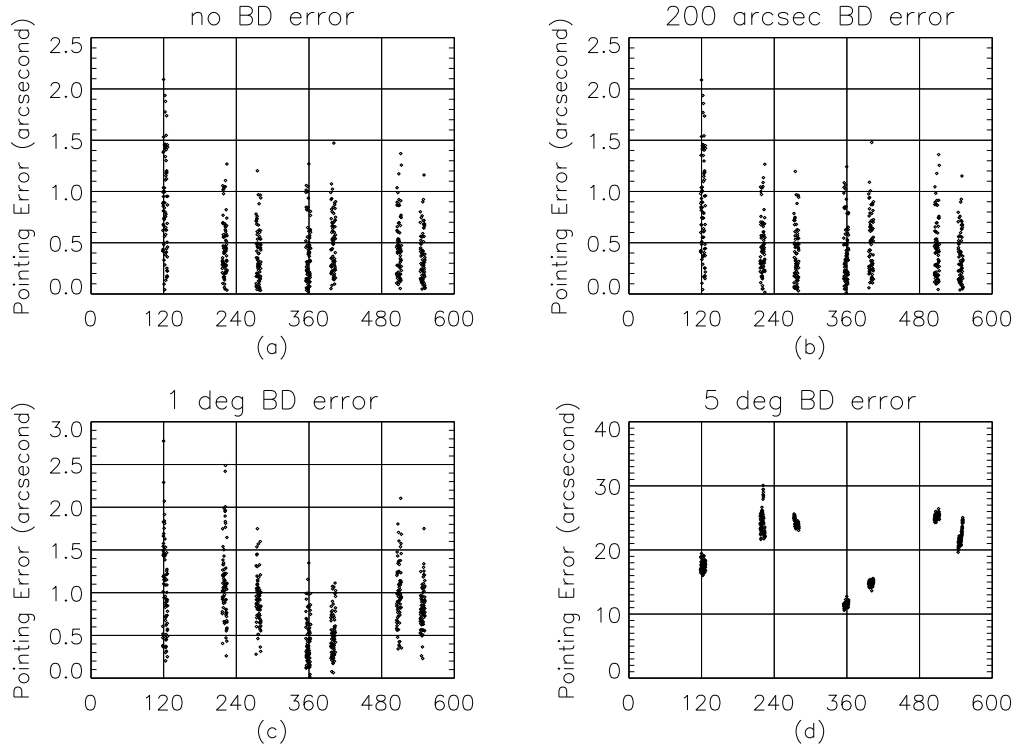 no BD error
Pointing Error (arcsecond)
2.5
2.0
1.5
1.0
0.5
0.0
0 120 240 360 480 600
(a)
200 arcsec BD error
Pointing Error (arcsecond)
2.5
2.0
1.5
1.0
0.5
0.0
0 120 240 360 480 600
(b)
1 deg BD error
Pointing Error (arcsecond)
3.0
2.5
2.0
1.5
1.0
0.5
0.0
0 120 240 360 480 600
(c)
5 deg BD error
Pointing Error (arcsecond)
40
30
20
10
0
0 120 240 360 480 600
(d)